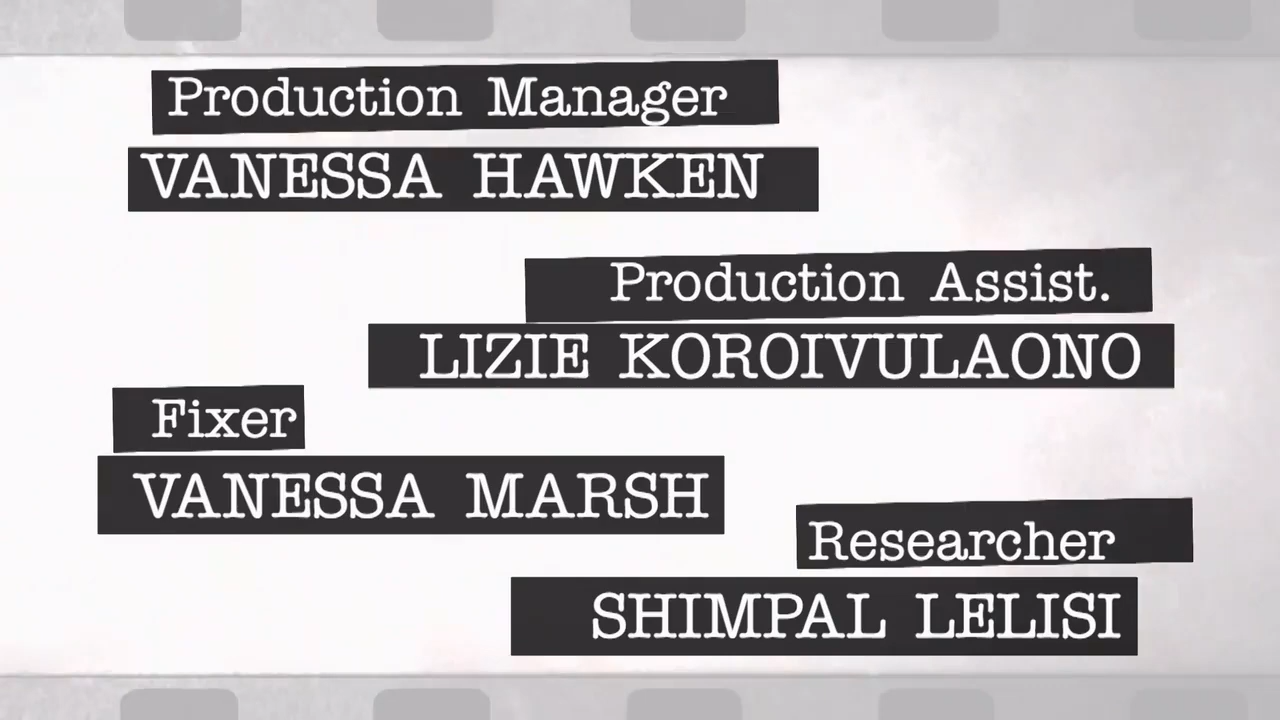 Production Manager
VANESSA HAWKEN
Production Assist.
LIZIE KOROIVULAONO
Fixer
VANESSA MARSH
Researcher
SHIMPAL LELISI